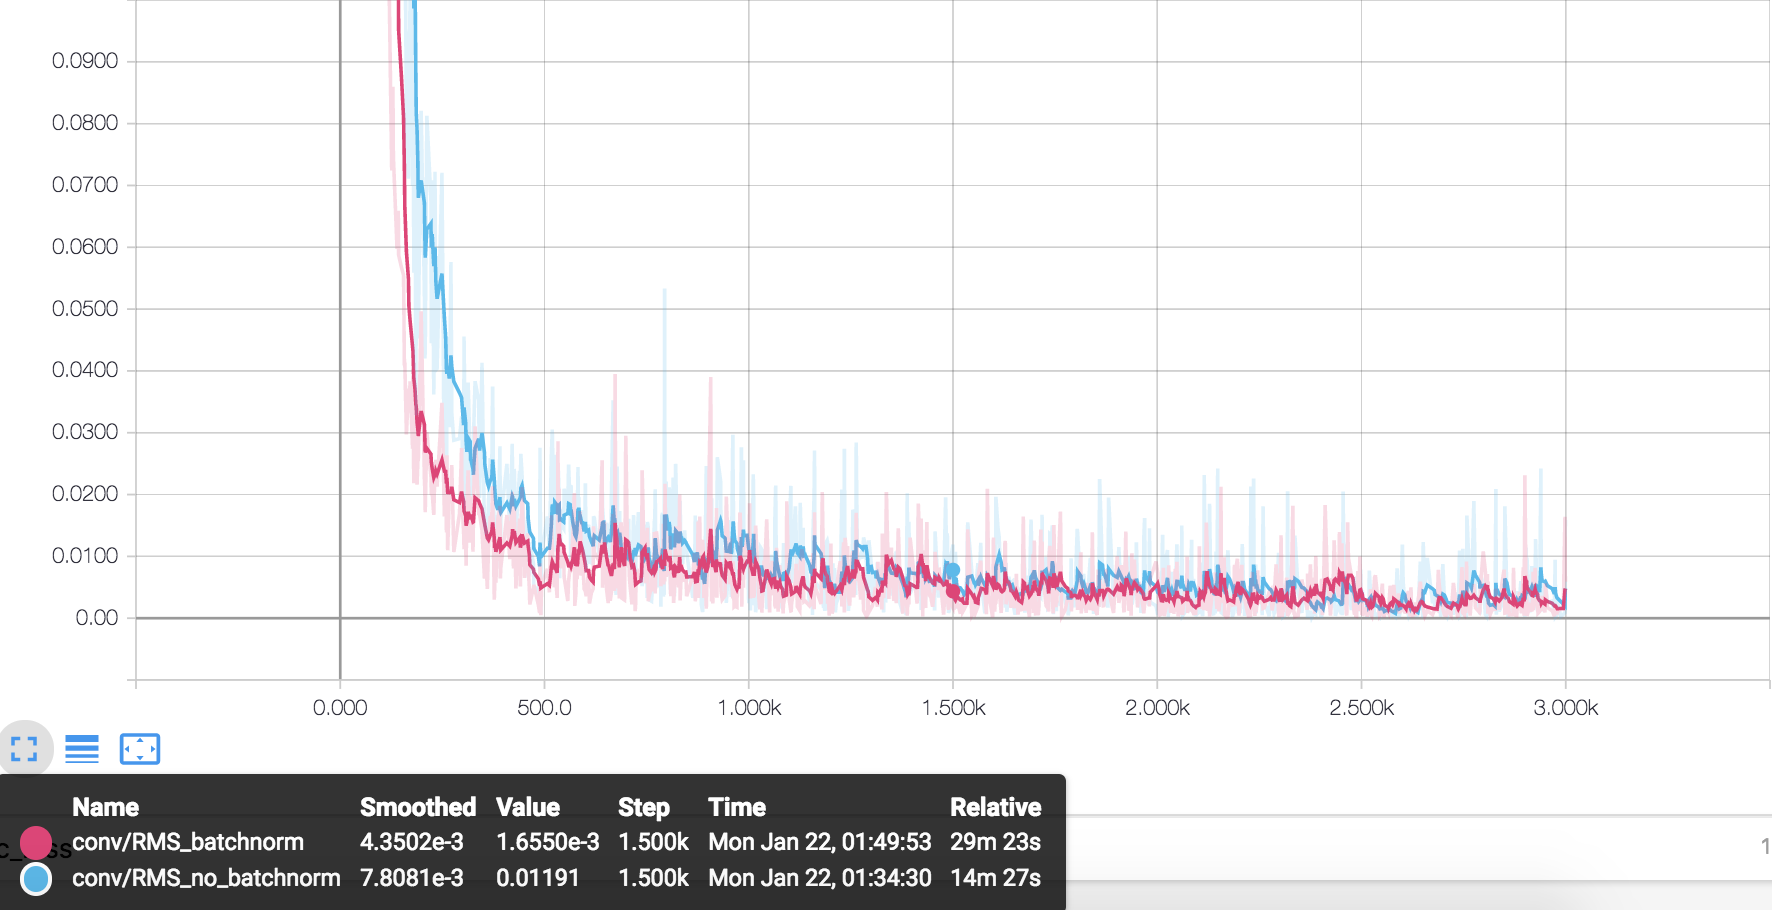 0.0900
0.0800
0.0700
0.0600
0.0500
0.0400
0.0300
0.0200
0.0100
0.00
0.000 500.0 1.000k 1.500k 2.000k 2.500k 3.000k
Name Smoothed Value Step Time Relative
conv/RMS_batchnorm 4.3502e-3 1.6550e-3 1.500k Mon Jan 22, 01:49:53 29m 23s
conv/RMS_no_batchnorm 7.8081e-3 0.01191 1.500k Mon Jan 22, 01:34:30 14m 27s
1